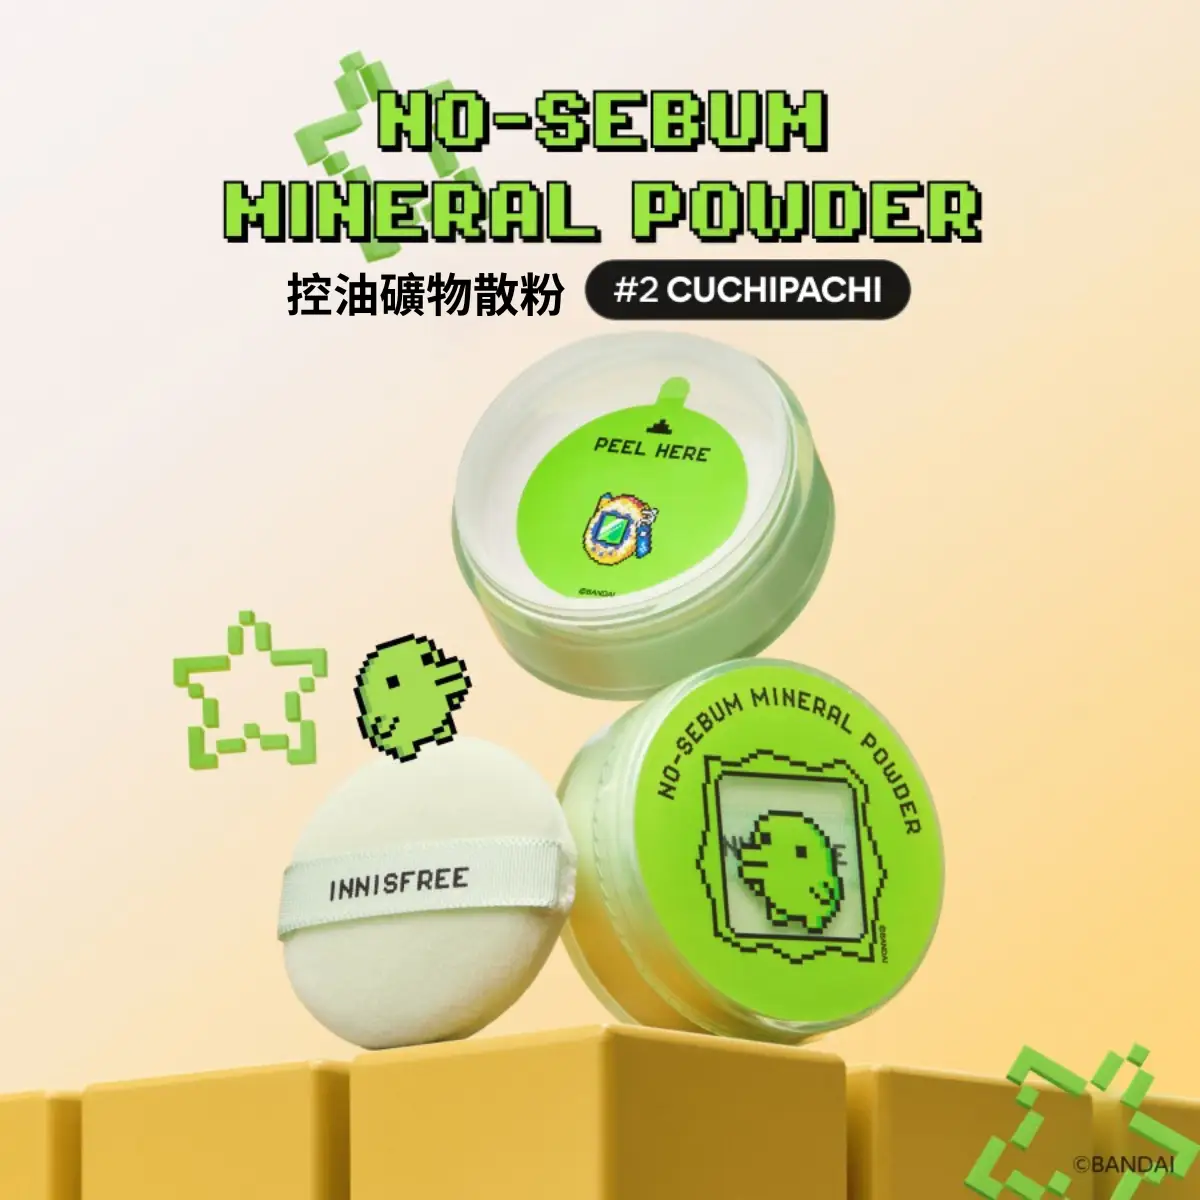 NO-SEBUM
MINERAL POWDER
控油礦物散粉
#2 CUCHIPACHI
PEEL HERE
©BANDAI
NO-SEBUM MINERAL POWDER
©BANDAI
INNISFREE
©BANDAI